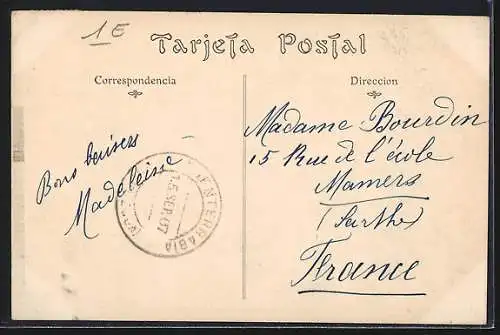 1 E
Tarjeta Postal
Correspondencia
Direccion
Bons baisers
Madeleine
15 SEP 07
Madame Bourdin
15 Rue de l'école
Mamers
(Sarthe)
France